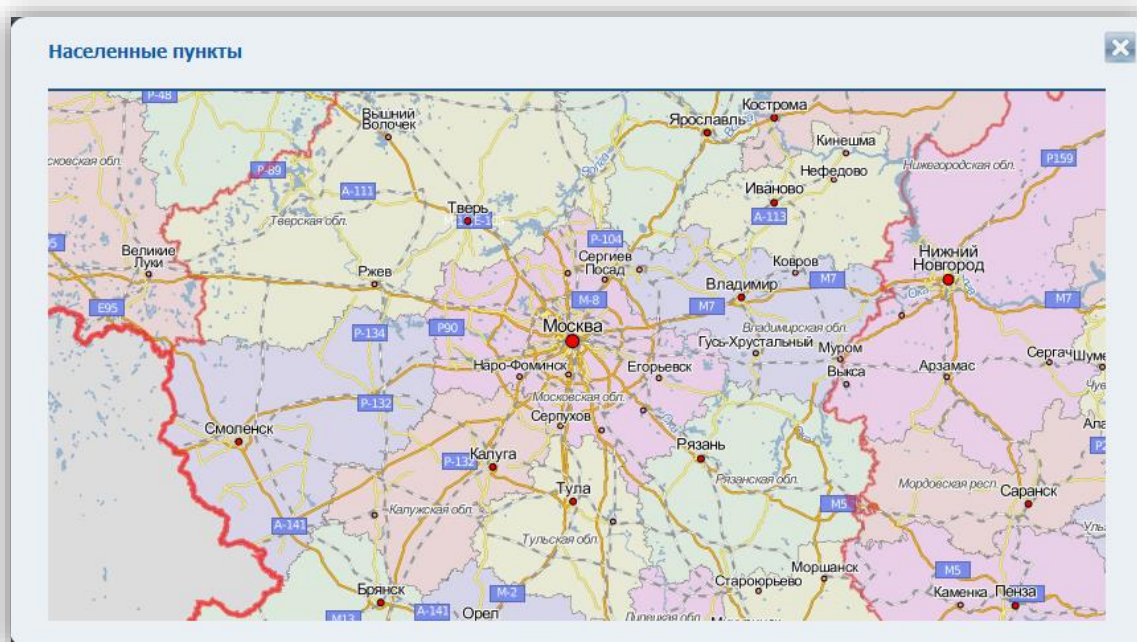 Населенные пункты
Р-48
Вышний
Волочек
Кострома
Ярославль
Кинешма
Р-89
Нефедово
Нижегородская обл.
Р159
А-111
Иваново
Тверская обл.
Тверь
А-113
Р-104
Великие
Луки
Ржев
Сергиев
Посад
Ковров
Нижний
Новгород
Владимир
М7
Ока
М7
Е95
М-8
М7
Р-134
Р90
Москва
Владимирская обл.
Гусь-Хрустальный
Муром
Сергач
Наро-Фоминск
Егорьевск
Выкса
Арзамас
Р-132
Московская обл.
Серпухов
Смоленск
Рязань
Р-132
Калуга
Рязанская обл.
Мордовская респ.
Тула
Саранск
Калужская обл.
М5
А-141
Тульская обл.
Моршанск
М5
Брянск
М-2
Староюрьево
Каменка
Пенза
М13
А-141
Орел
Липецкая обл.